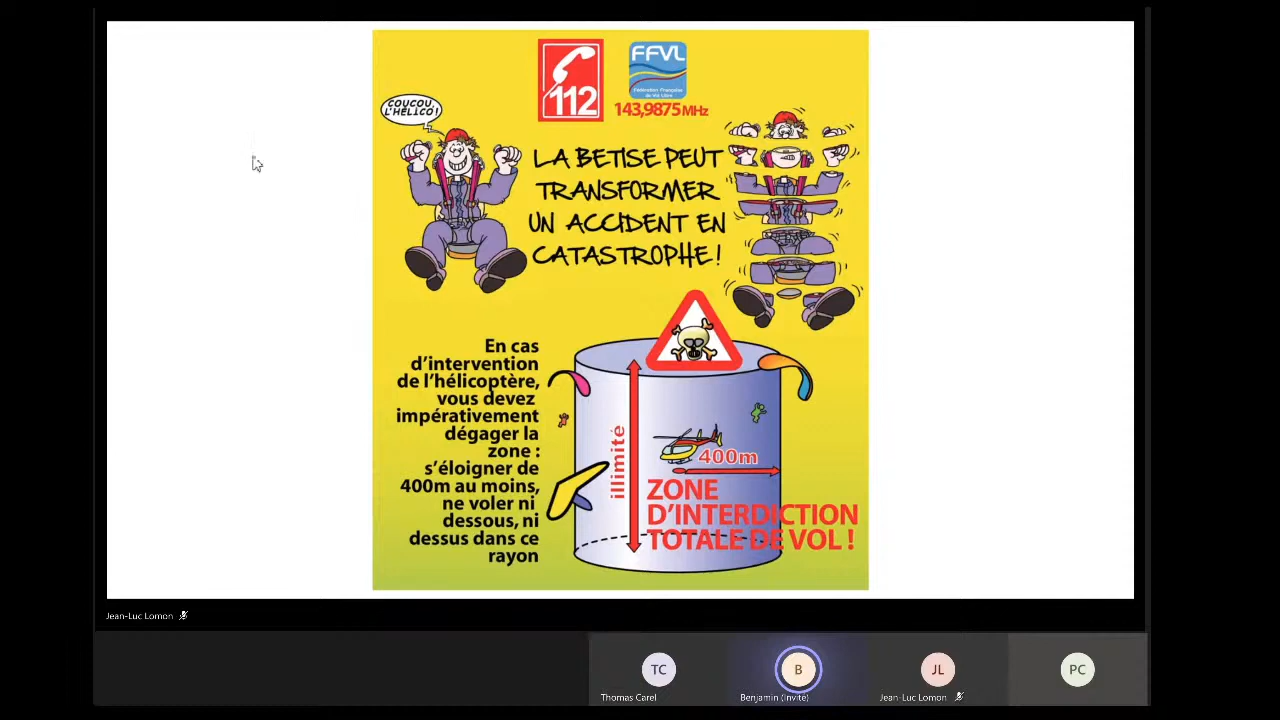 112
FFVL
Fédération Française
de Vol Libre
143,9875 MHz
COUCOU
L'HÉLICO!
LA BETISE PEUT
TRANSFORMER
UN ACCIDENT EN
CATASTROPHE !
En cas
d'intervention
de l'hélicoptère,
vous devez
impérativement
dégager la
zone :
s'éloigner de
400m au moins,
ne voler ni
dessous, ni
dessus dans ce
rayon
illimité
400m
ZONE
D'INTERDICTION
TOTALE DE VOL !
Jean-Luc Lomon
TC
Thomas Carel
B
Benjamin (Invité)
JL
Jean-Luc Lomon
PC